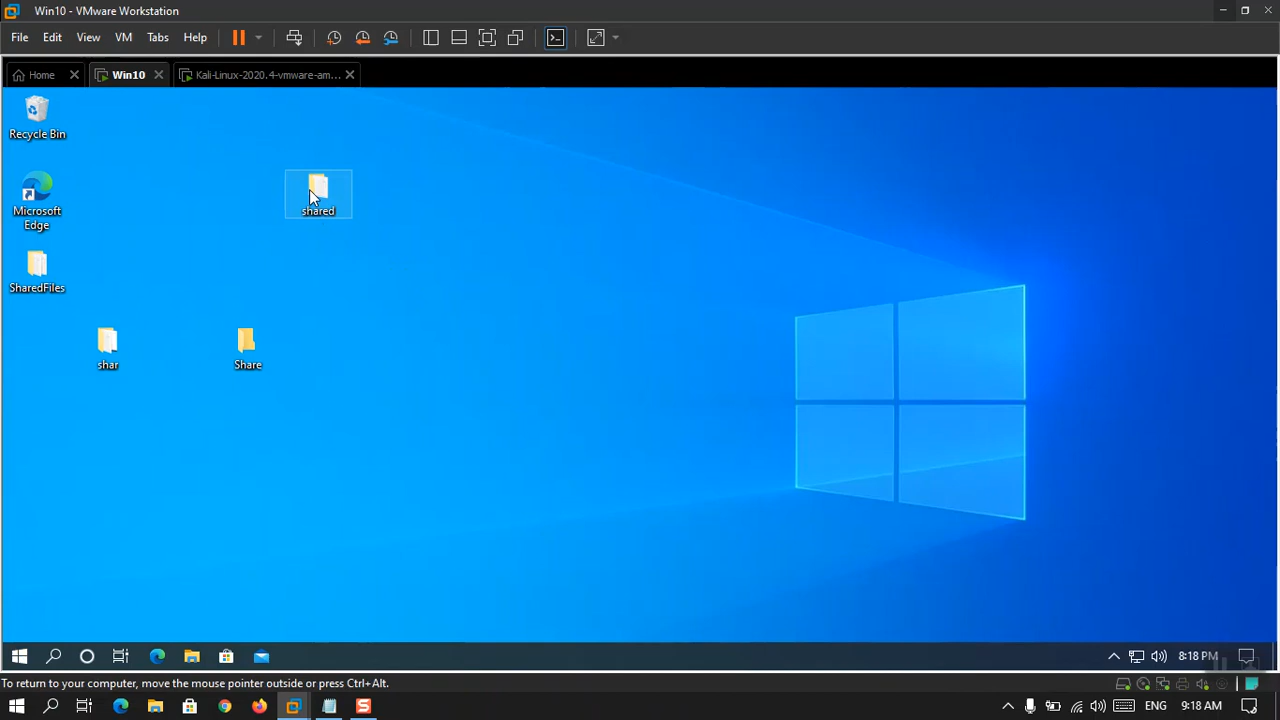 Win10 - VMware Workstation
File Edit View VM Tabs Help
Home Win10 Kali-Linux-2020.4-vmware-am...
Recycle Bin
shared
Microsoft
Edge
SharedFiles
shar
Share
8:18 PM
To return to your computer, move the mouse pointer outside or press Ctrl+Alt.
ENG 9:18 AM